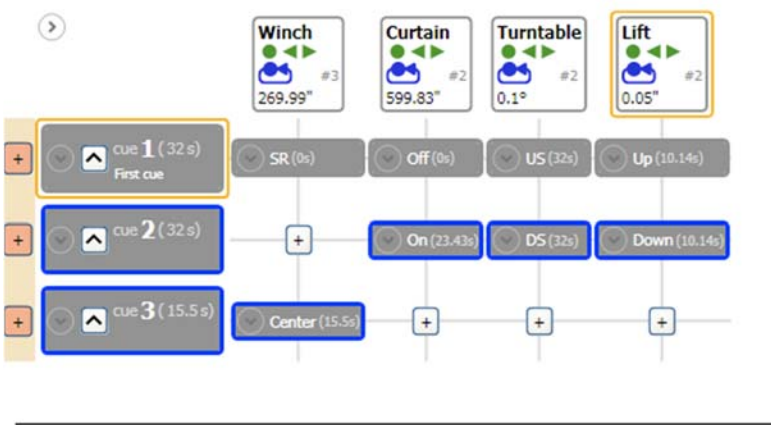 Winch
#3
269.99"
Curtain
#2
599.83"
Turntable
#2
0.1°
Lift
#2
0.05"
+
cue 1 (32 s)
First cue
SR (0s)
Off (0s)
US (32s)
Up (10.14s)
+
cue 2 (32 s)
+
On (23.43s)
DS (32s)
Down (10.14s)
+
cue 3 (15.5 s)
Center (15.5s)
+
+
+